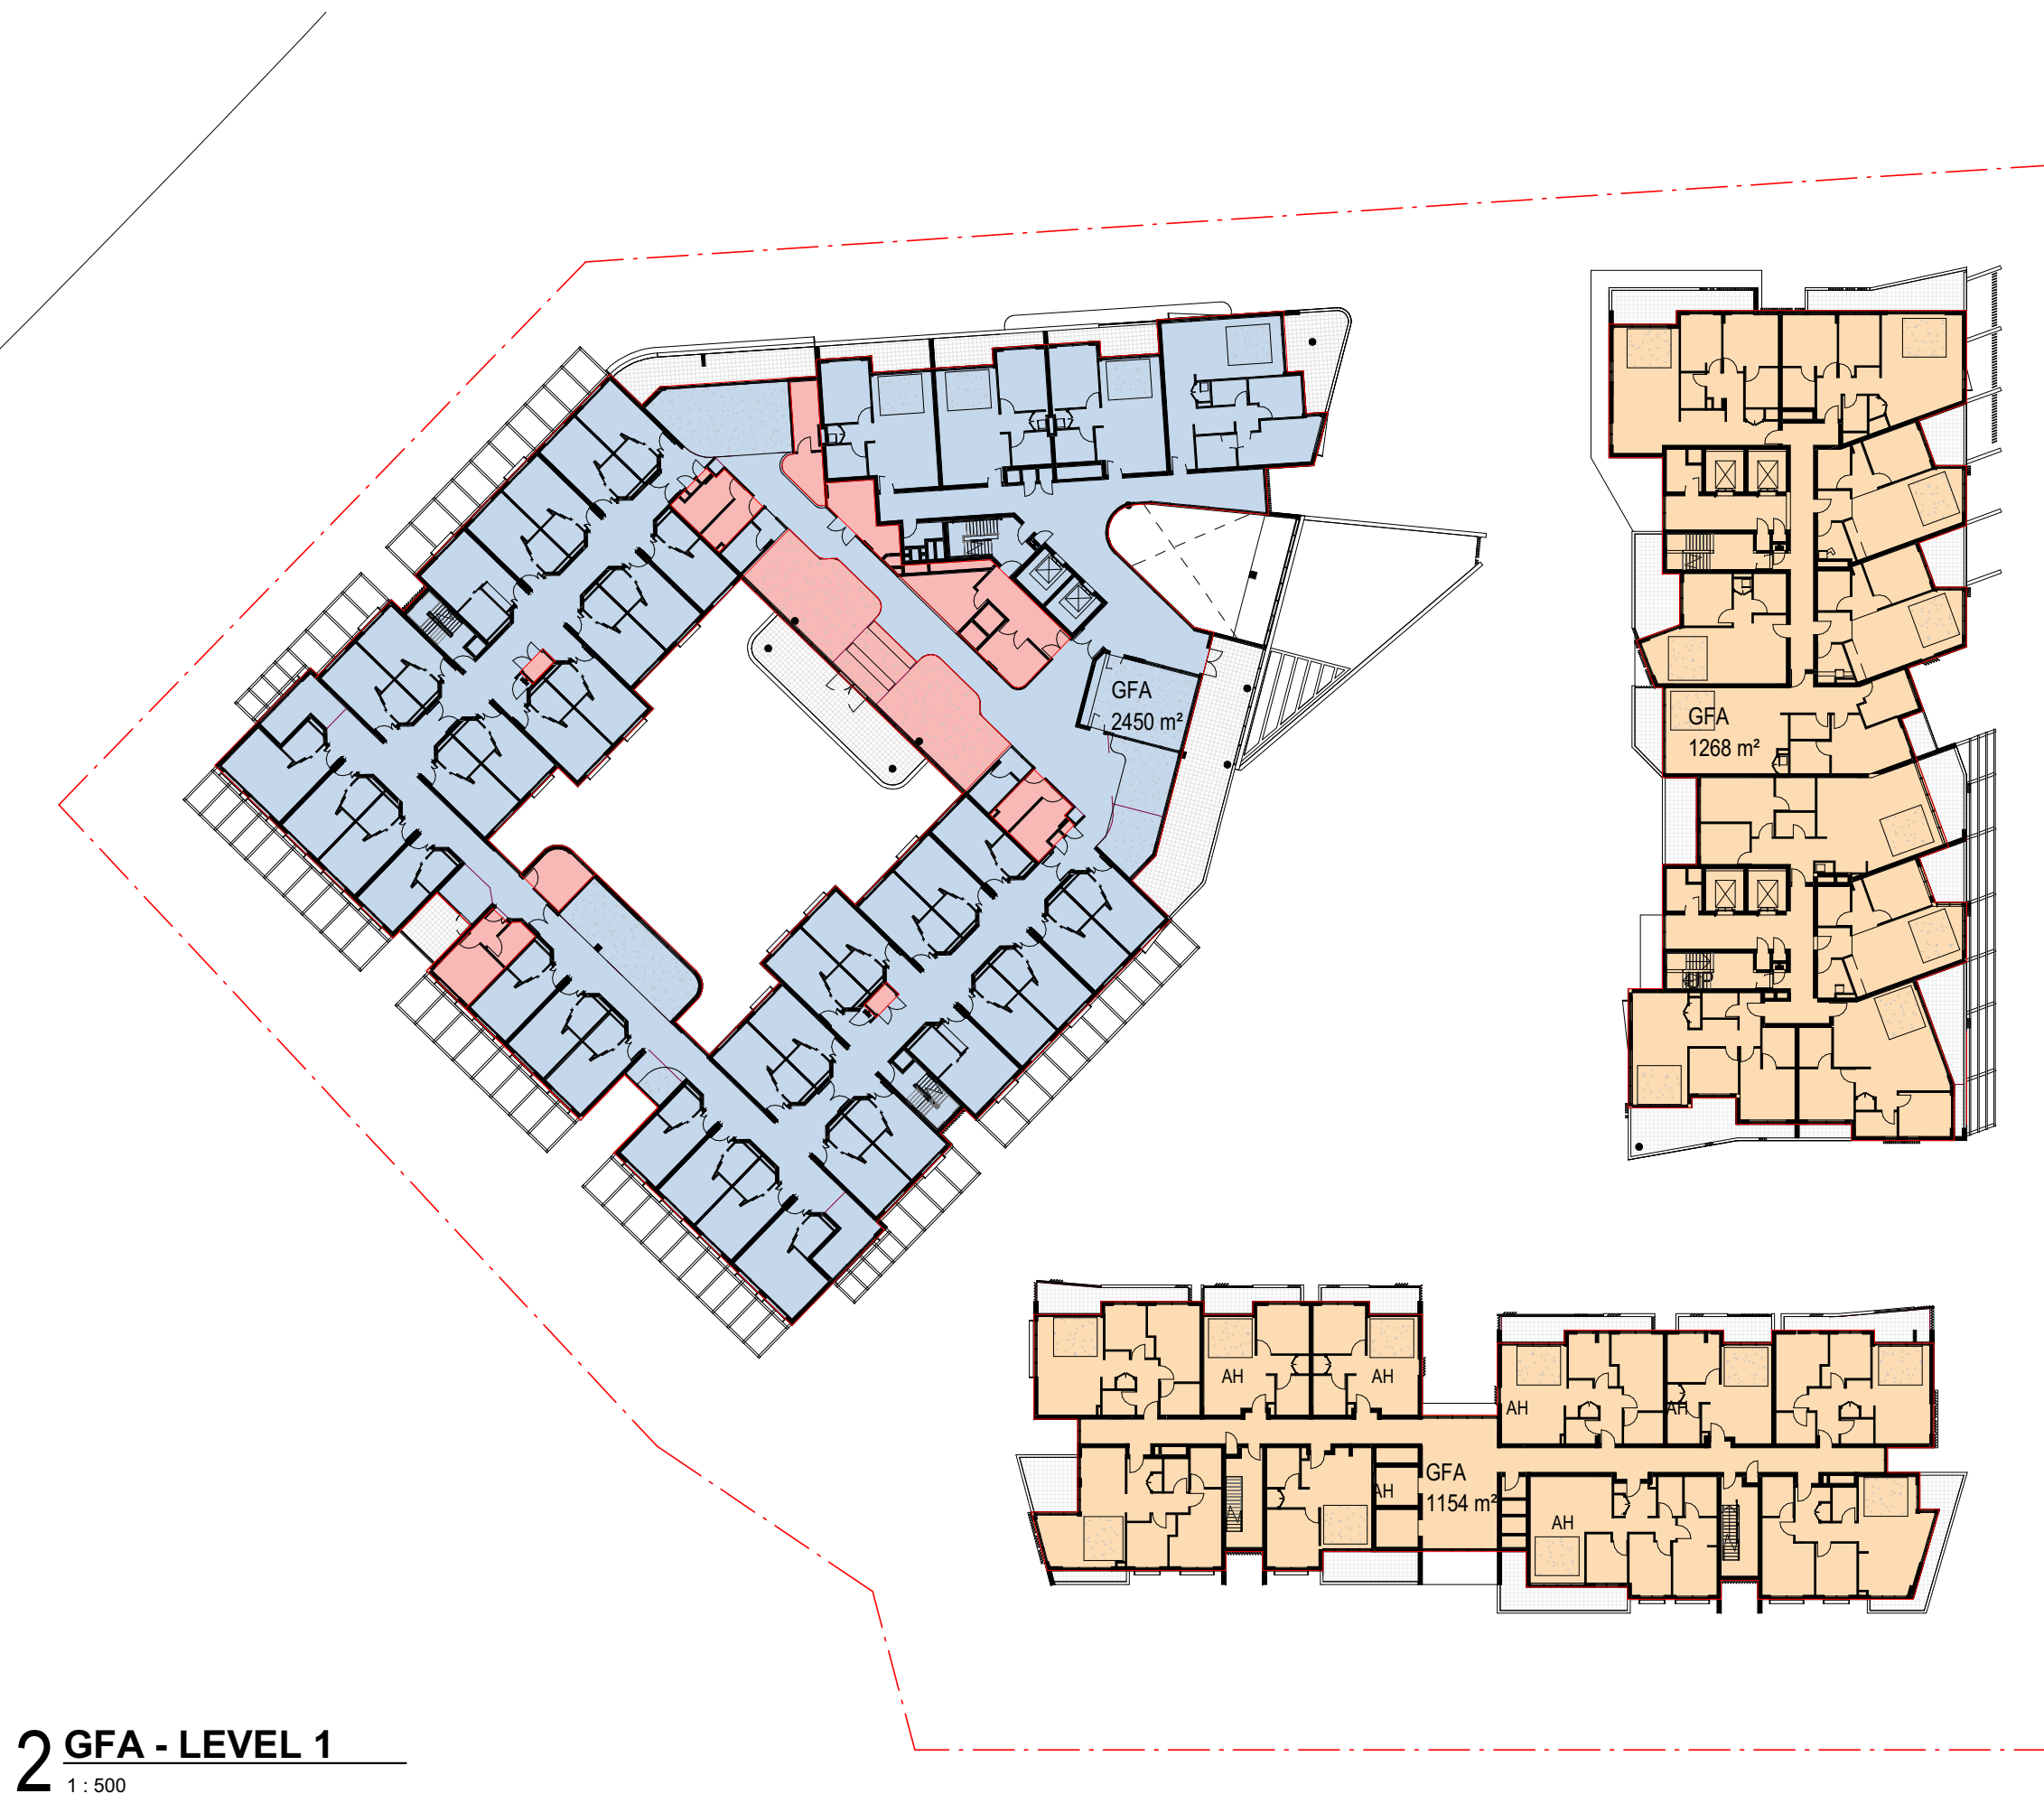 GFA
2450 m²
GFA
1268 m²
AH
AH
AH
AH
GFA
1154 m²
AH
AH
2 GFA - LEVEL 1
1 : 500